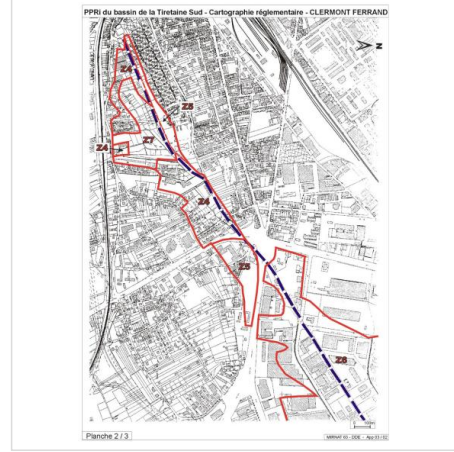 PPRi du bassin de la Tiretaine Sud - Cartographie réglementaire - CLERMONT FERRAND
N
Z4
Z5
Z7
Z4
Z4
Z5
Z6
100m
Planche 2 / 3